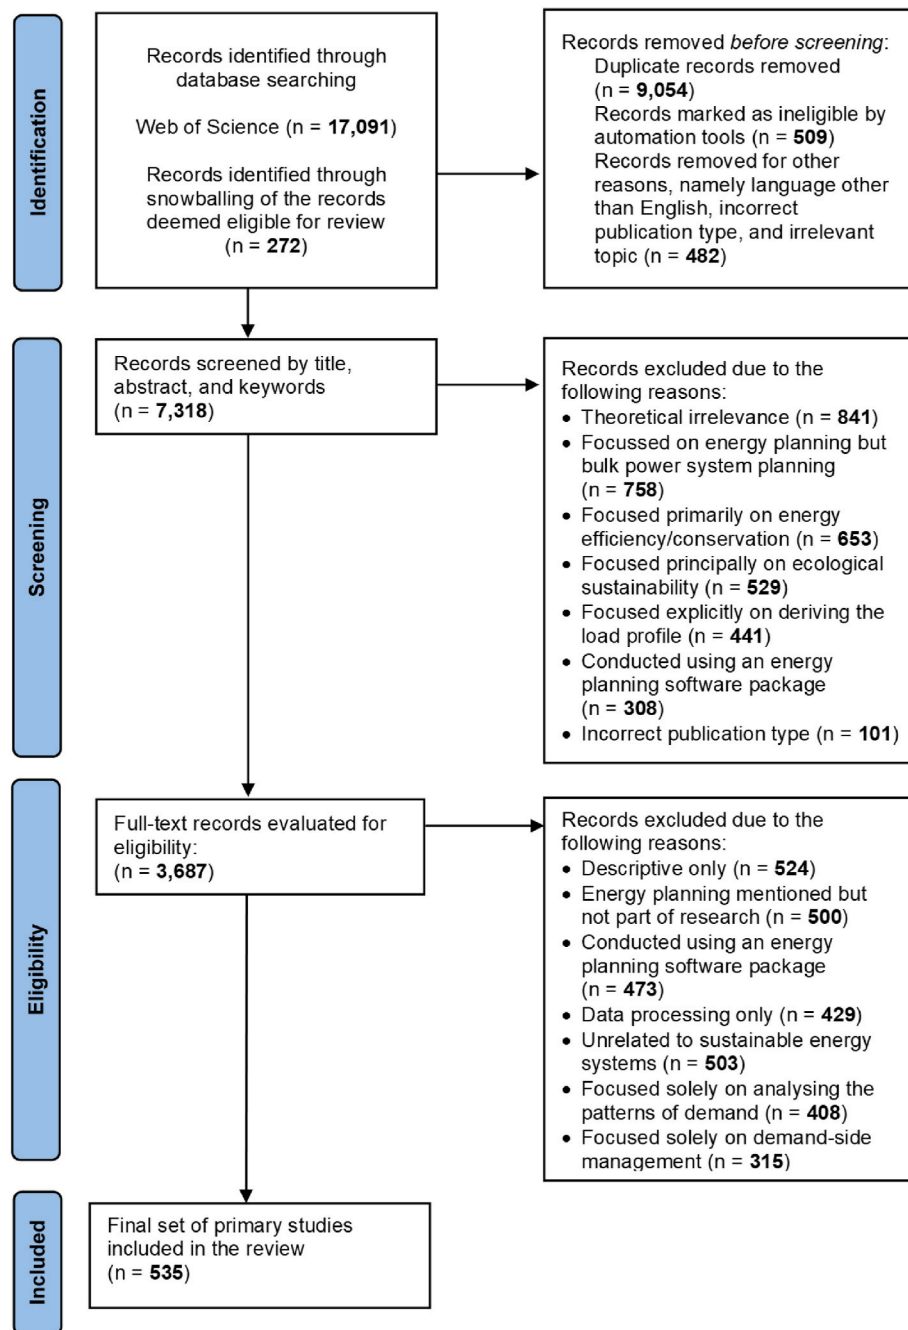 Identification
Records identified through
database searching
Web of Science (n = 17,091)
Records identified through
snowballing of the records
deemed eligible for review
(n = 272)
Records removed before screening:
Duplicate records removed
(n = 9,054)
Records marked as ineligible by
automation tools (n = 509)
Records removed for other
reasons, namely language other
than English, incorrect
publication type, and irrelevant
topic (n = 482)
Screening
Records screened by title,
abstract, and keywords
(n = 7,318)
Records excluded due to the
following reasons:
• Theoretical irrelevance (n = 841)
• Focussed on energy planning but
bulk power system planning
(n = 758)
• Focused primarily on energy
efficiency/conservation (n = 653)
• Focused principally on ecological
sustainability (n = 529)
• Focused explicitly on deriving the
load profile (n = 441)
• Conducted using an energy
planning software package
(n = 308)
• Incorrect publication type (n = 101)
Eligibility
Full-text records evaluated for
eligibility:
(n = 3,687)
Records excluded due to the
following reasons:
• Descriptive only (n = 524)
• Energy planning mentioned but
not part of research (n = 500)
• Conducted using an energy
planning software package
(n = 473)
• Data processing only (n = 429)
• Unrelated to sustainable energy
systems (n = 503)
• Focused solely on analysing the
patterns of demand (n = 408)
• Focused solely on demand-side
management (n = 315)
Included
Final set of primary studies
included in the review
(n = 535)